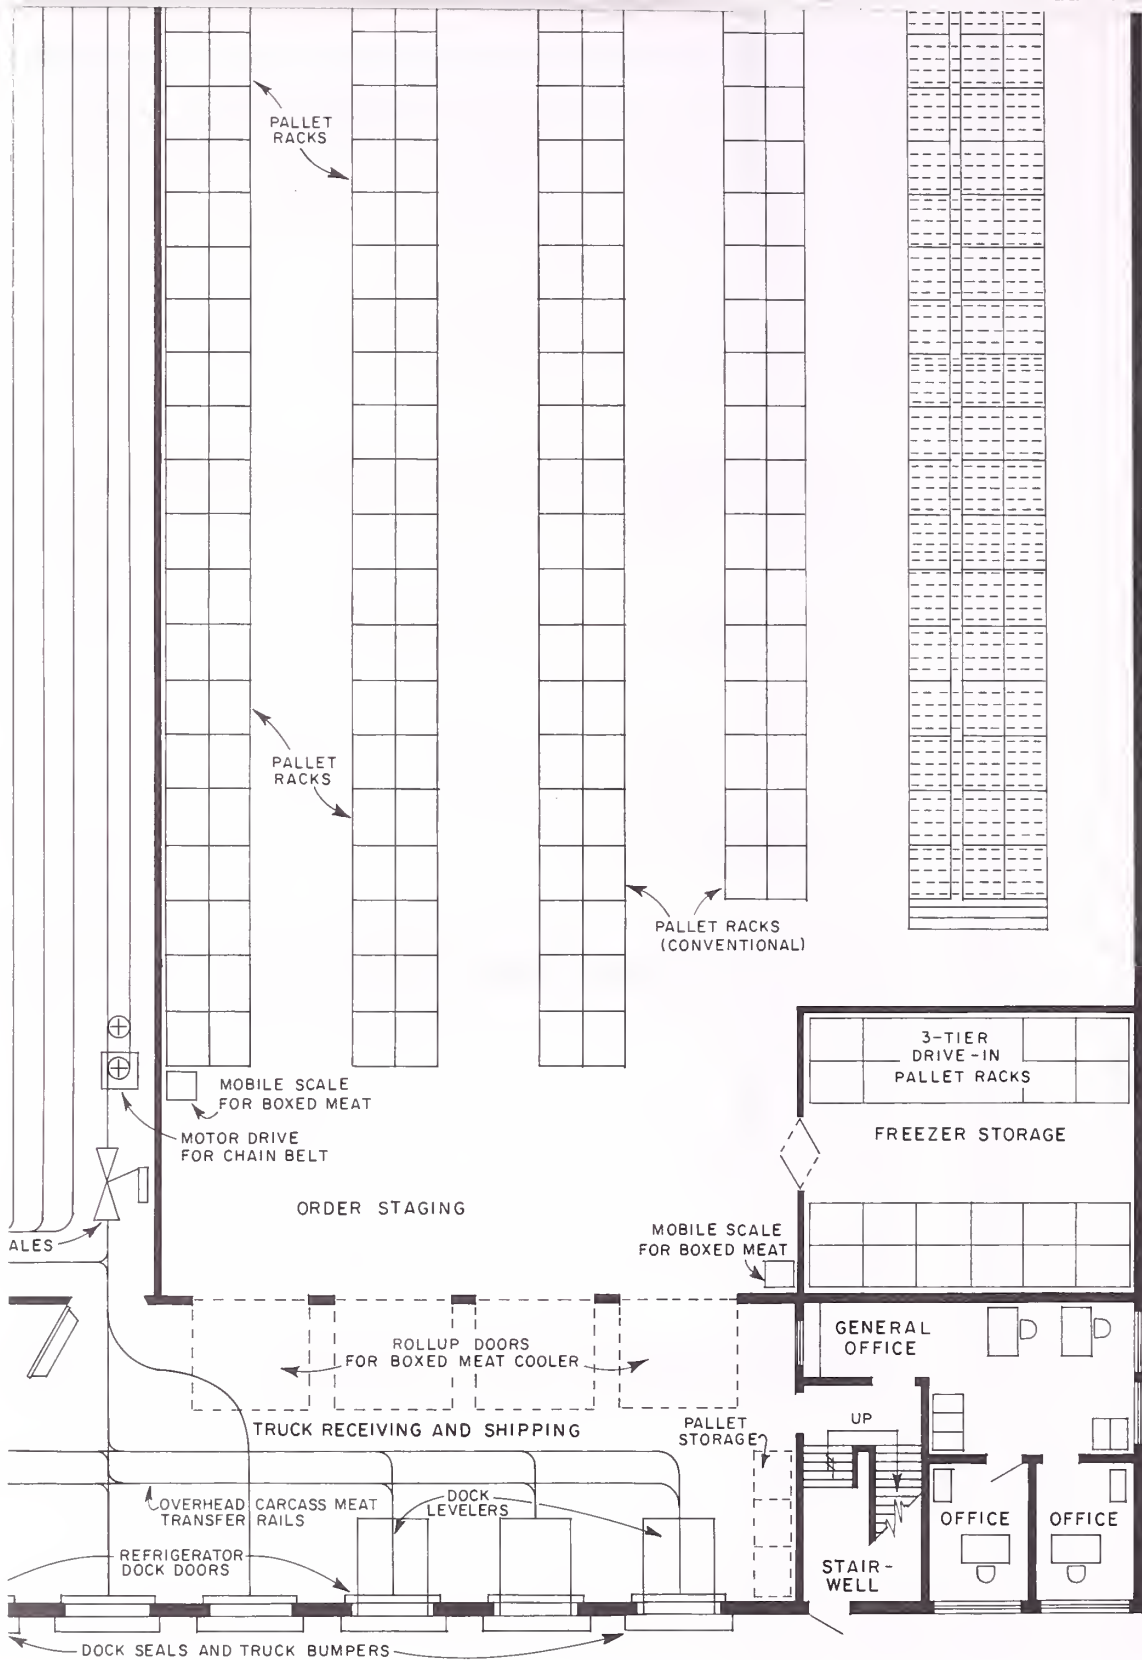 PALLET
RACKS
PALLET
RACKS
PALLET RACKS
(CONVENTIONAL)
3-TIER
DRIVE-IN
PALLET RACKS
MOBILE SCALE
FOR BOXED MEAT
MOTOR DRIVE
FOR CHAIN BELT
FREEZER STORAGE
ORDER STAGING
ALES
MOBILE SCALE
FOR BOXED MEAT
GENERAL
OFFICE
ROLLUP DOORS
FOR BOXED MEAT COOLER
TRUCK RECEIVING AND SHIPPING
PALLET
STORAGE
UP
OVERHEAD CARCASS MEAT
TRANSFER RAILS
DOCK
LEVELERS
OFFICE
OFFICE
REFRIGERATOR
DOCK DOORS
STAIR-
WELL
DOCK SEALS AND TRUCK BUMPERS